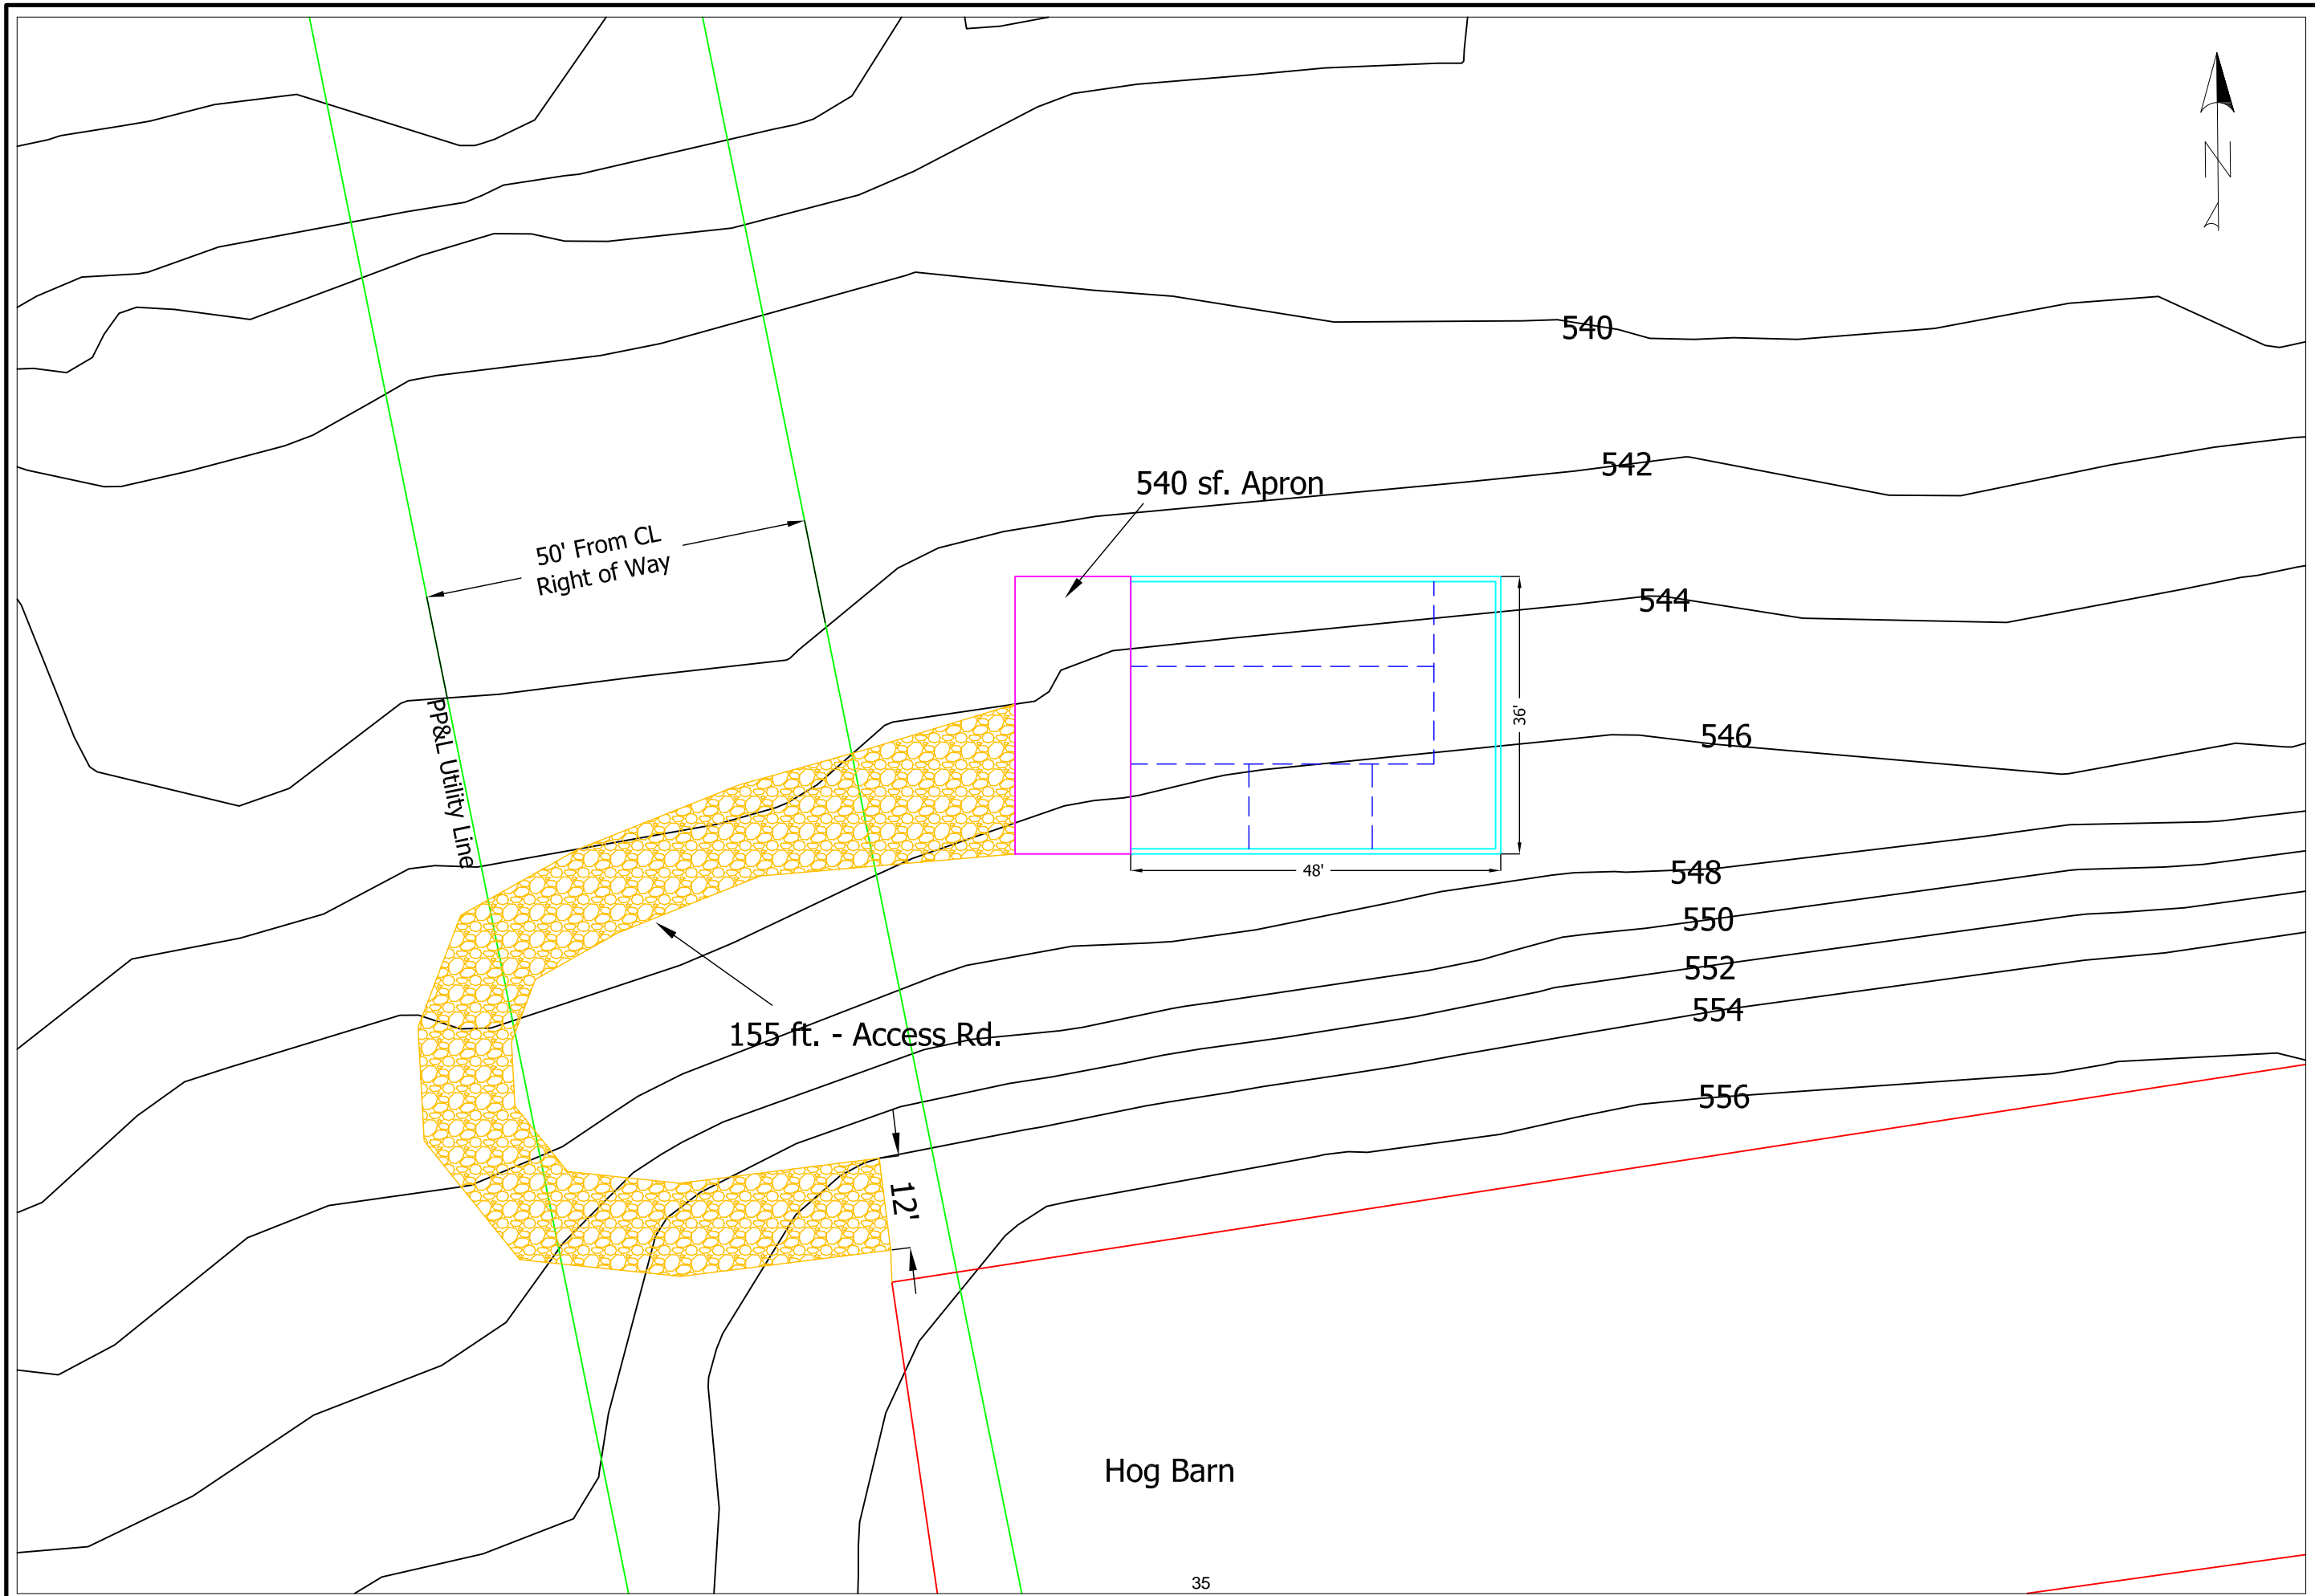 N
540
542
540 sf. Apron
50' From CL
Right of Way
544
36'
546
PP&L Utility Line
48'
548
550
552
554
155 ft. - Access Rd.
556
12'
Hog Barn
35